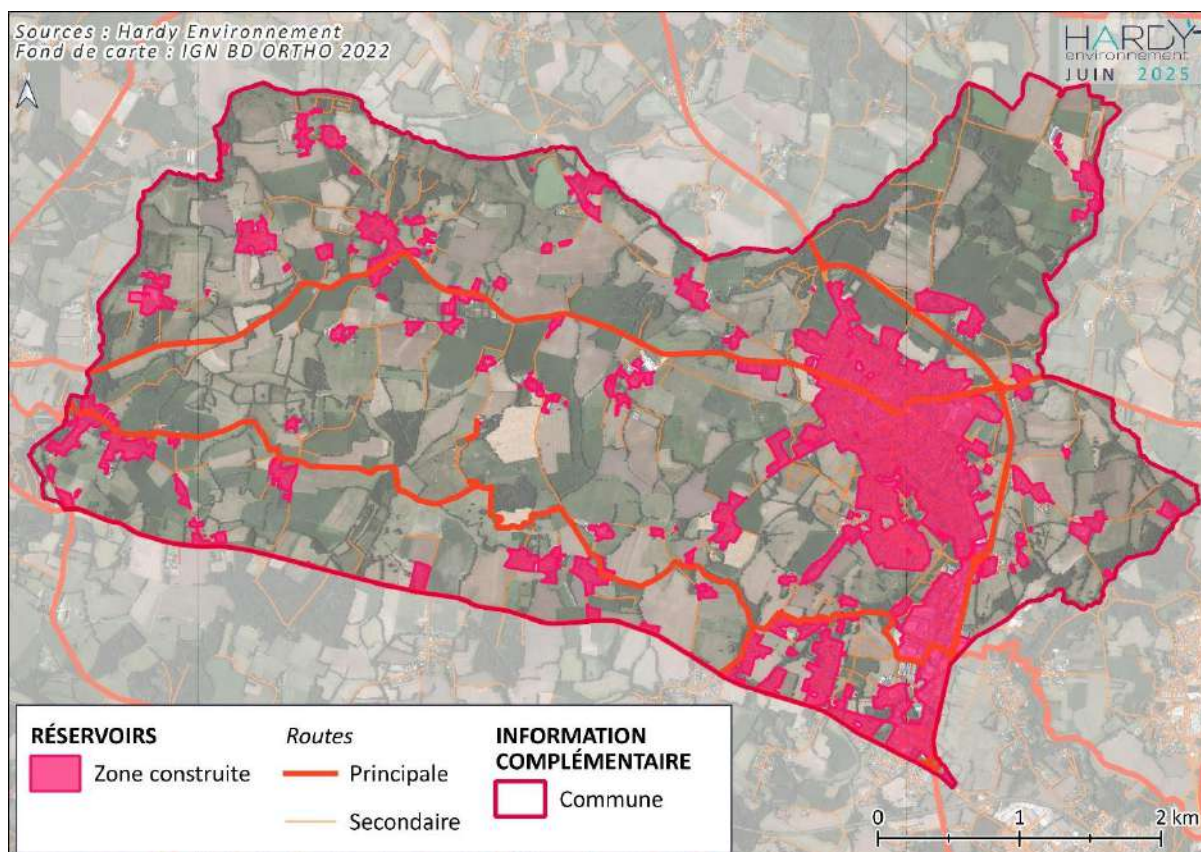 Sources : Hardy Environnement
Fond de carte : IGN BD ORTHO 2022
HARDY
environnement
JUIN 2025
RÉSERVOIRS
Zone construite
Routes
Principale
Secondaire
INFORMATION
COMPLÉMENTAIRE
Commune
0 1 2 km